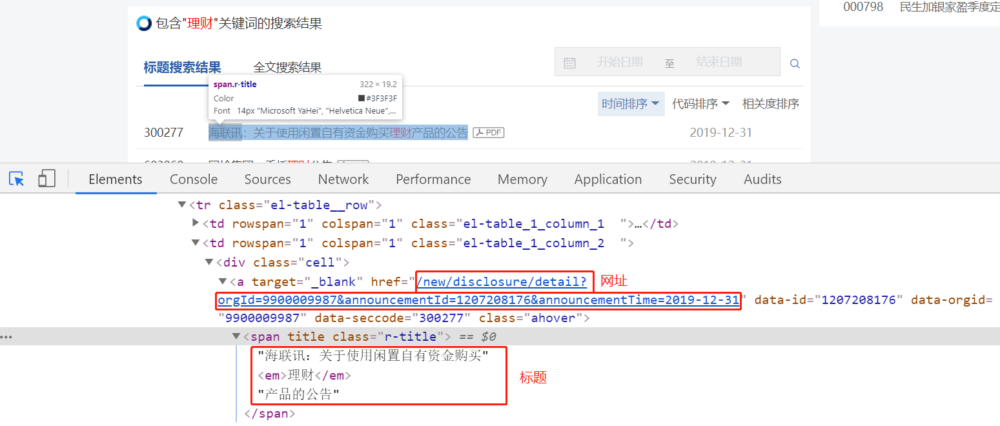 000798 民生加银家盈季度定
包含"理财"关键词的搜索结果
标题搜索结果 全文搜索结果 开始日期 至 结束日期
span.r-title 322 × 19.2
Color #3F3F3F
Font 14px "Microsoft YaHei", "Helvetica Neue",...
时间排序 代码排序 相关度排序
300277 海联讯：关于使用闲置自有资金购买理财产品的公告 PDF 2019-12-31
Elements Console Sources Network Performance Memory Application Security Audits
<tr class="el-table__row">
<td rowspan="1" colspan="1" class="el-table_1_column_1  ">…</td>
<td rowspan="1" colspan="1" class="el-table_1_column_2  ">
<div class="cell">
<a target="_blank" href="/new/disclosure/detail? 网址
orgId=9900009987&announcementId=1207208176&announcementTime=2019-12-31" data-id="1207208176" data-orgid=
"9900009987" data-seccode="300277" class="ahover">
<span title class="r-title"> == $0
"海联讯：关于使用闲置自有资金购买"
<em>理财</em> 标题
"产品的公告"
</span>